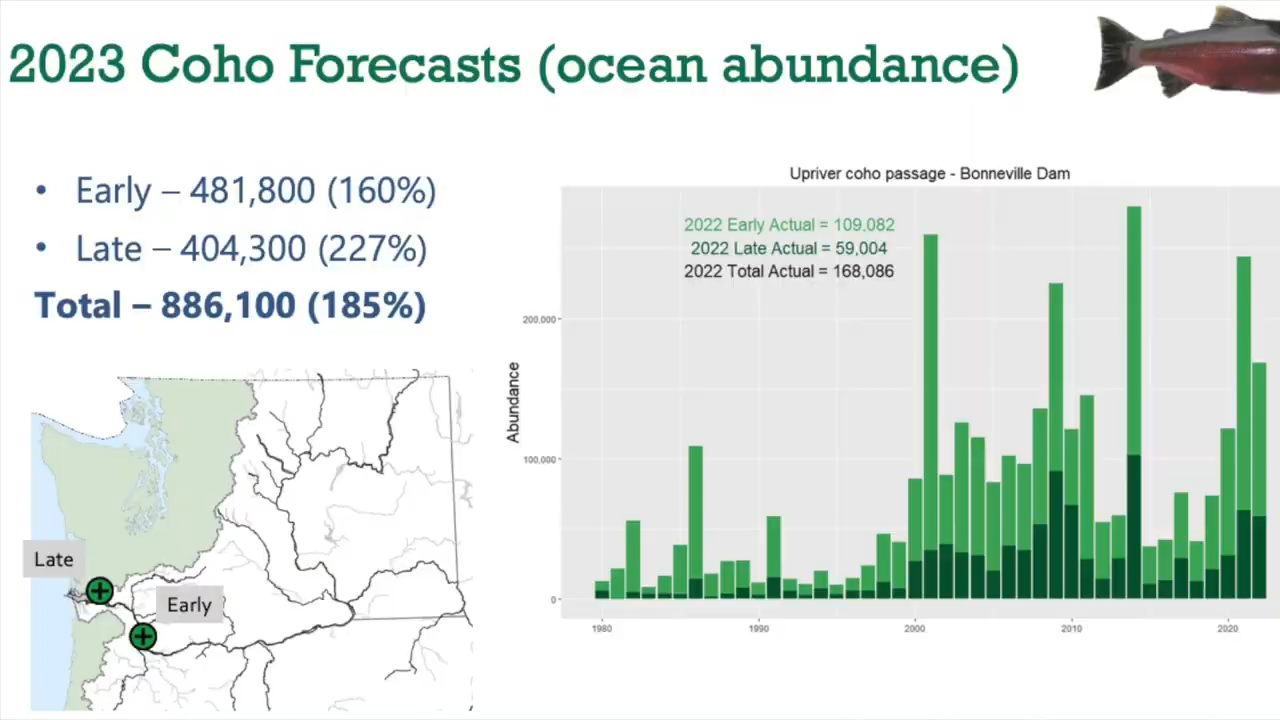 2023 Coho Forecasts (ocean abundance)
• Early – 481,800 (160%)
• Late – 404,300 (227%)
Total – 886,100 (185%)
Late
Early
Upriver coho passage - Bonneville Dam
2022 Early Actual = 109,082
2022 Late Actual = 59,004
2022 Total Actual = 168,086
Abundance
200,000
100,000
0
1980 1990 2000 2010 2020